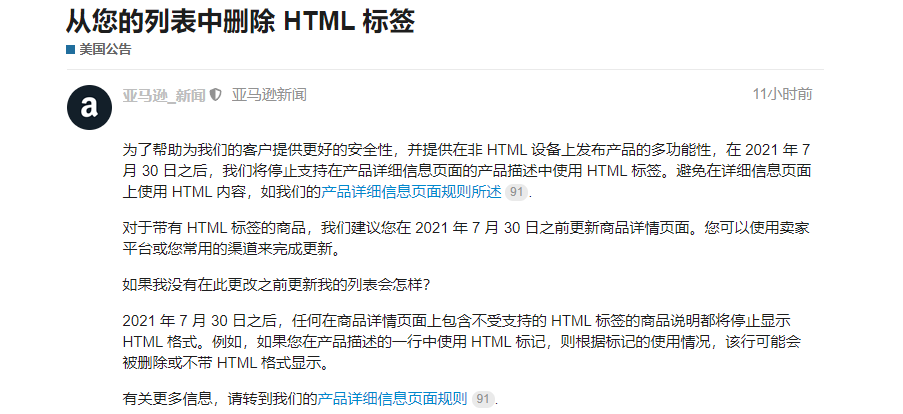 从您的列表中删除 HTML 标签
美国公告
a
亚马逊_新闻 亚马逊新闻 11小时前
为了帮助为我们的客户提供更好的安全性，并提供在非 HTML 设备上发布产品的多功能性，在 2021 年 7
月 30 日之后，我们将停止支持在产品详细信息页面的产品描述中使用 HTML 标签。避免在详细信息页面
上使用 HTML 内容，如我们的产品详细信息页面规则所述 91 .
对于带有 HTML 标签的商品，我们建议您在 2021 年 7 月 30 日之前更新商品详情页面。您可以使用卖家
平台或您常用的渠道来完成更新。
如果我没有在此更改之前更新我的列表会怎样？
2021 年 7 月 30 日之后，任何在商品详情页面上包含不受支持的 HTML 标签的商品说明都将停止显示
HTML 格式。例如，如果您在产品描述的一行中使用 HTML 标记，则根据标记的使用情况，该行可能会
被删除或不带 HTML 格式显示。
有关更多信息，请转到我们的产品详细信息页面规则 91 .